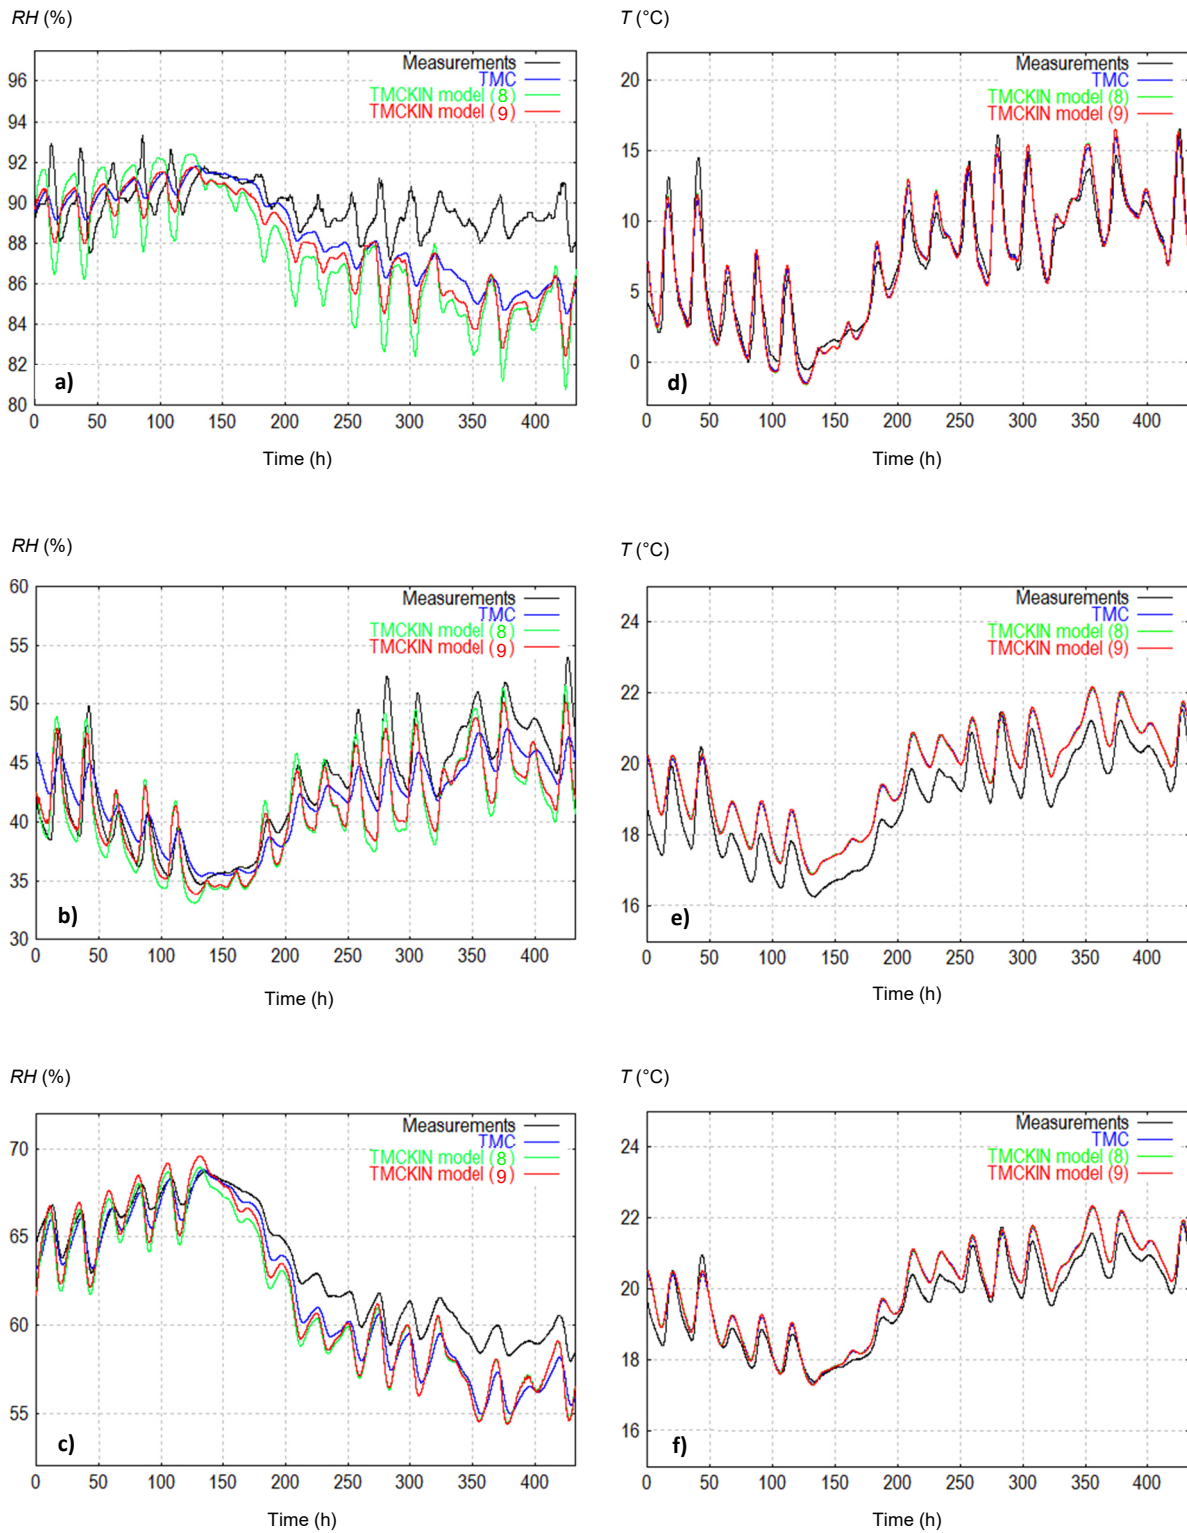 RH (%)
T (°C)
Measurements
TMC
TMCKIN model (8)
TMCKIN model (9)
96
94
92
90
88
86
84
82
80
a)
0 50 100 150 200 250 300 350 400
Time (h)
Measurements
TMC
TMCKIN model (8)
TMCKIN model (9)
20
15
10
5
0
d)
0 50 100 150 200 250 300 350 400
Time (h)
RH (%)
T (°C)
Measurements
TMC
TMCKIN model (8)
TMCKIN model (9)
60
55
50
45
40
35
30
b)
0 50 100 150 200 250 300 350 400
Time (h)
Measurements
TMC
TMCKIN model (8)
TMCKIN model (9)
24
22
20
18
16
e)
0 50 100 150 200 250 300 350 400
Time (h)
RH (%)
T (°C)
Measurements
TMC
TMCKIN model (8)
TMCKIN model (9)
70
65
60
55
c)
0 50 100 150 200 250 300 350 400
Time (h)
Measurements
TMC
TMCKIN model (8)
TMCKIN model (9)
24
22
20
18
16
f)
0 50 100 150 200 250 300 350 400
Time (h)